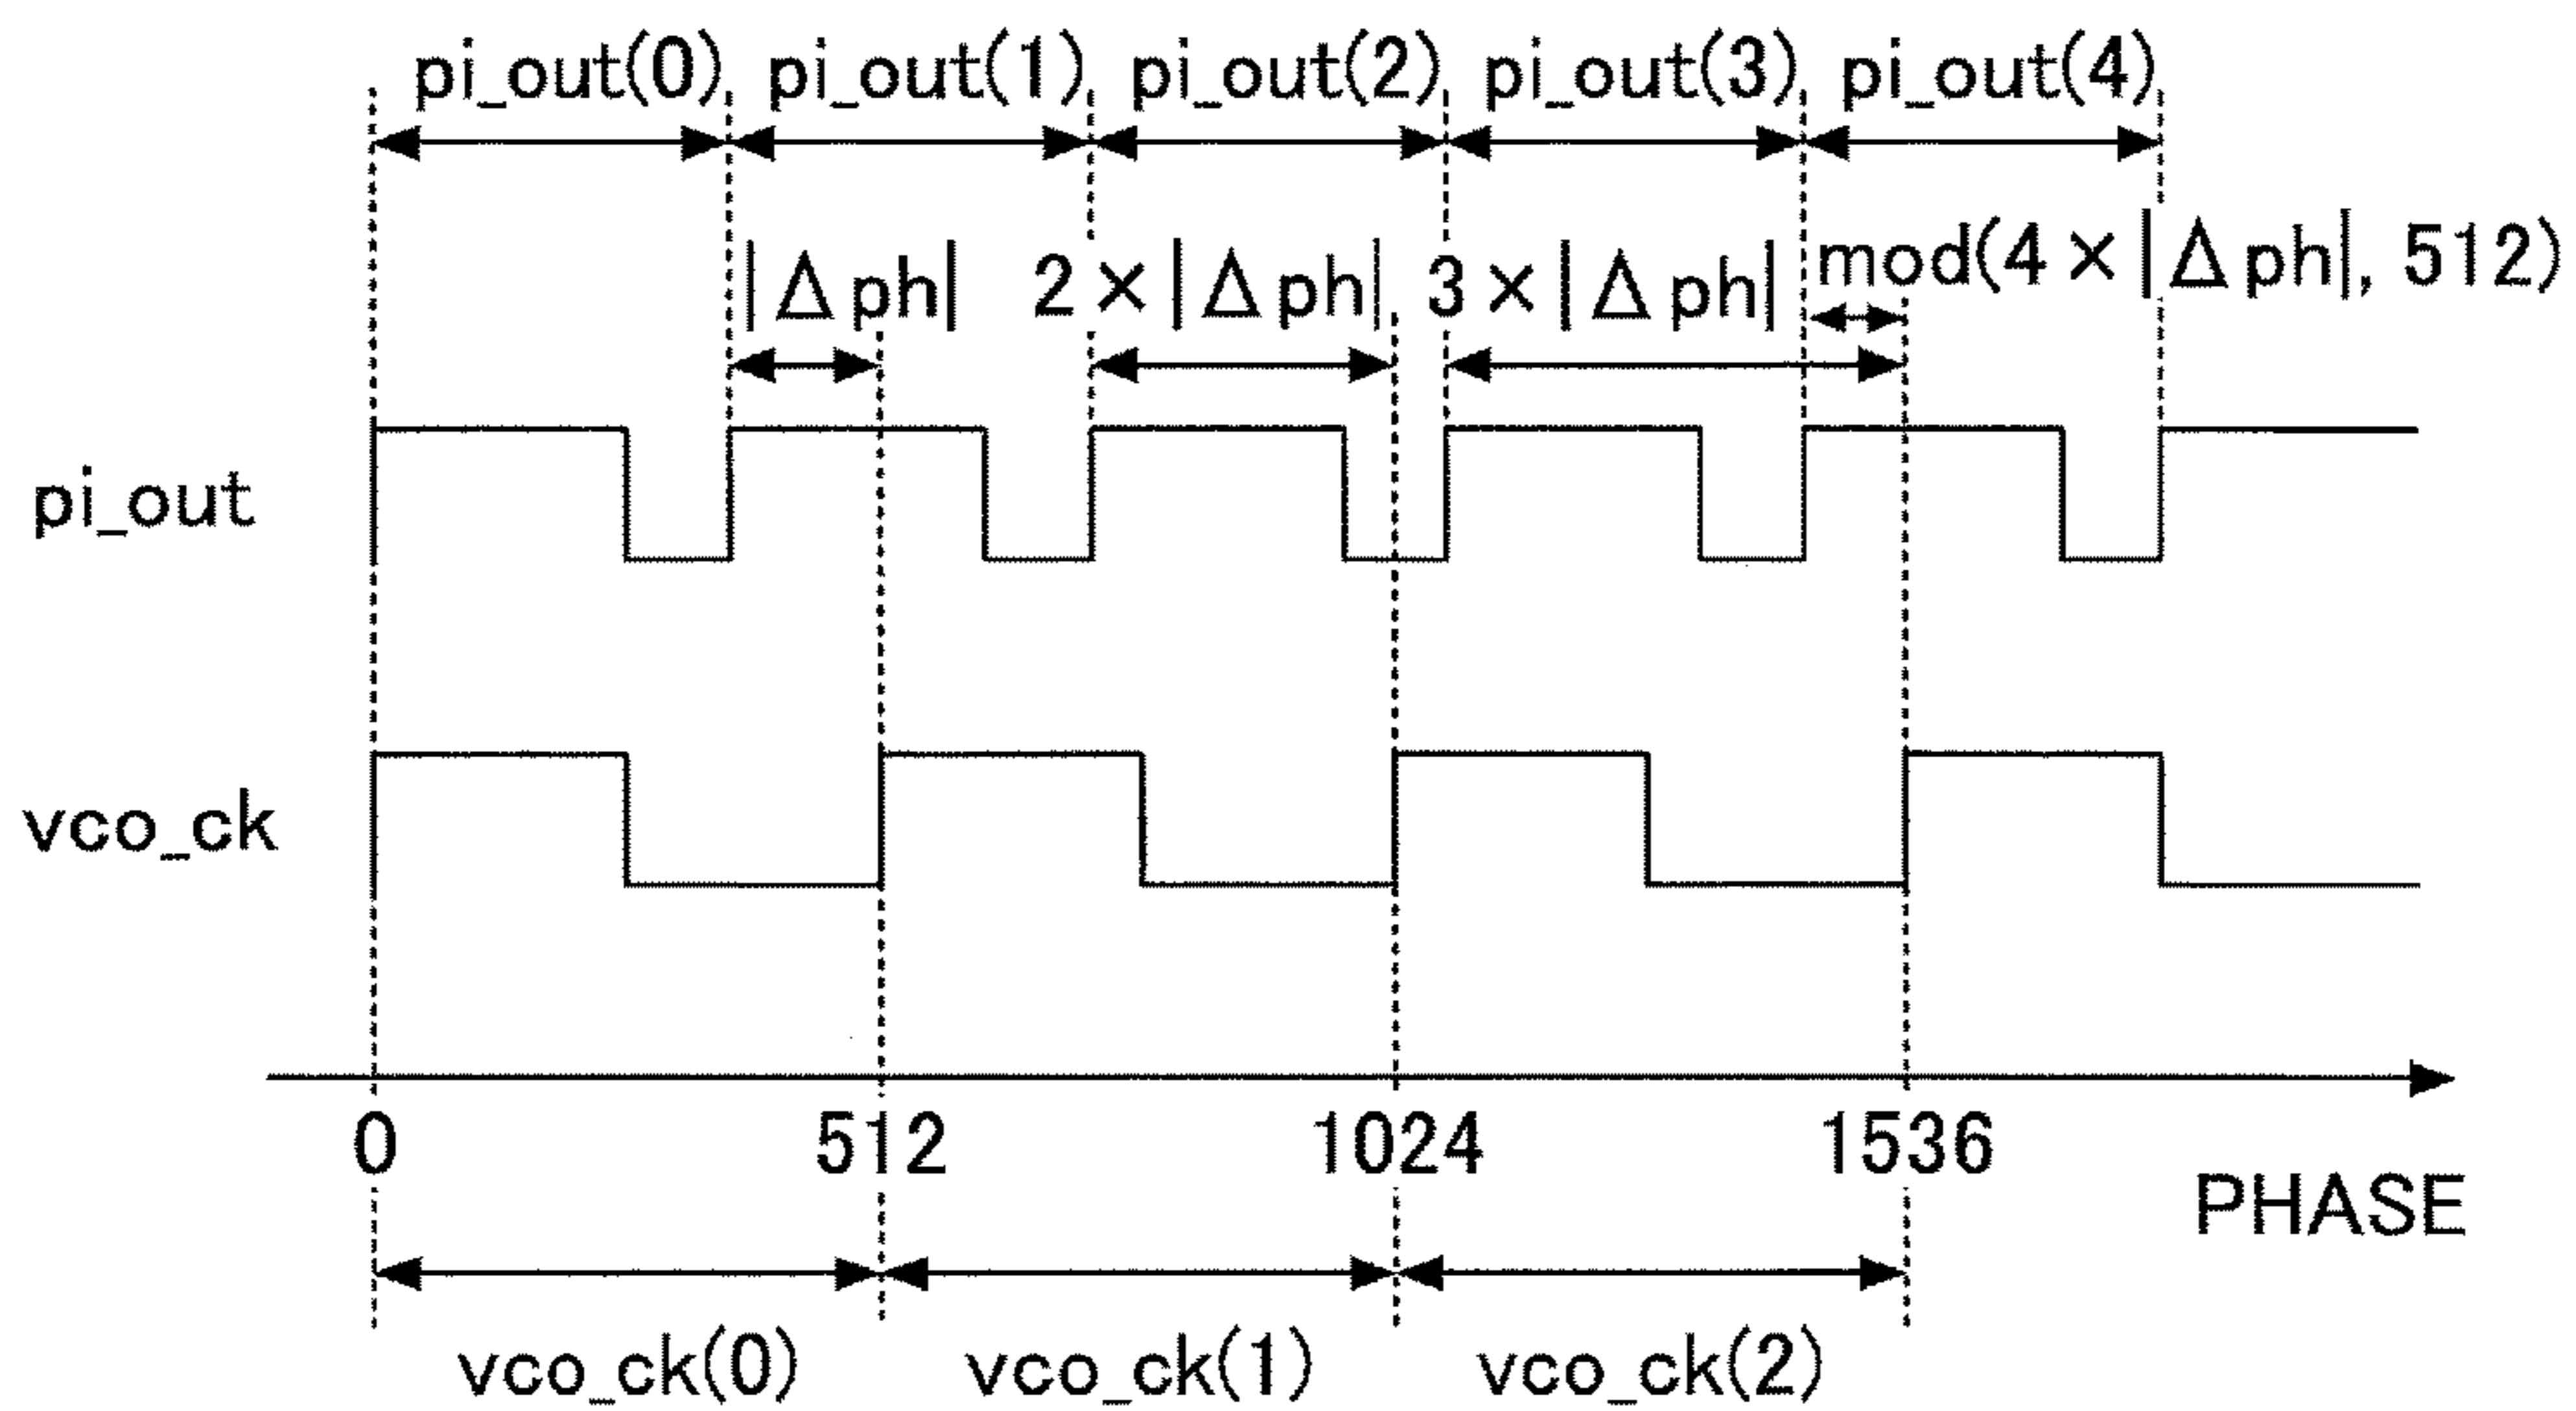 pi_out(0) pi_out(1) pi_out(2) pi_out(3) pi_out(4)
|Δph| 2×|Δph| 3×|Δph| mod(4×|Δph|, 512)
pi_out
vco_ck
0 512 1024 1536
PHASE
vco_ck(0) vco_ck(1) vco_ck(2)